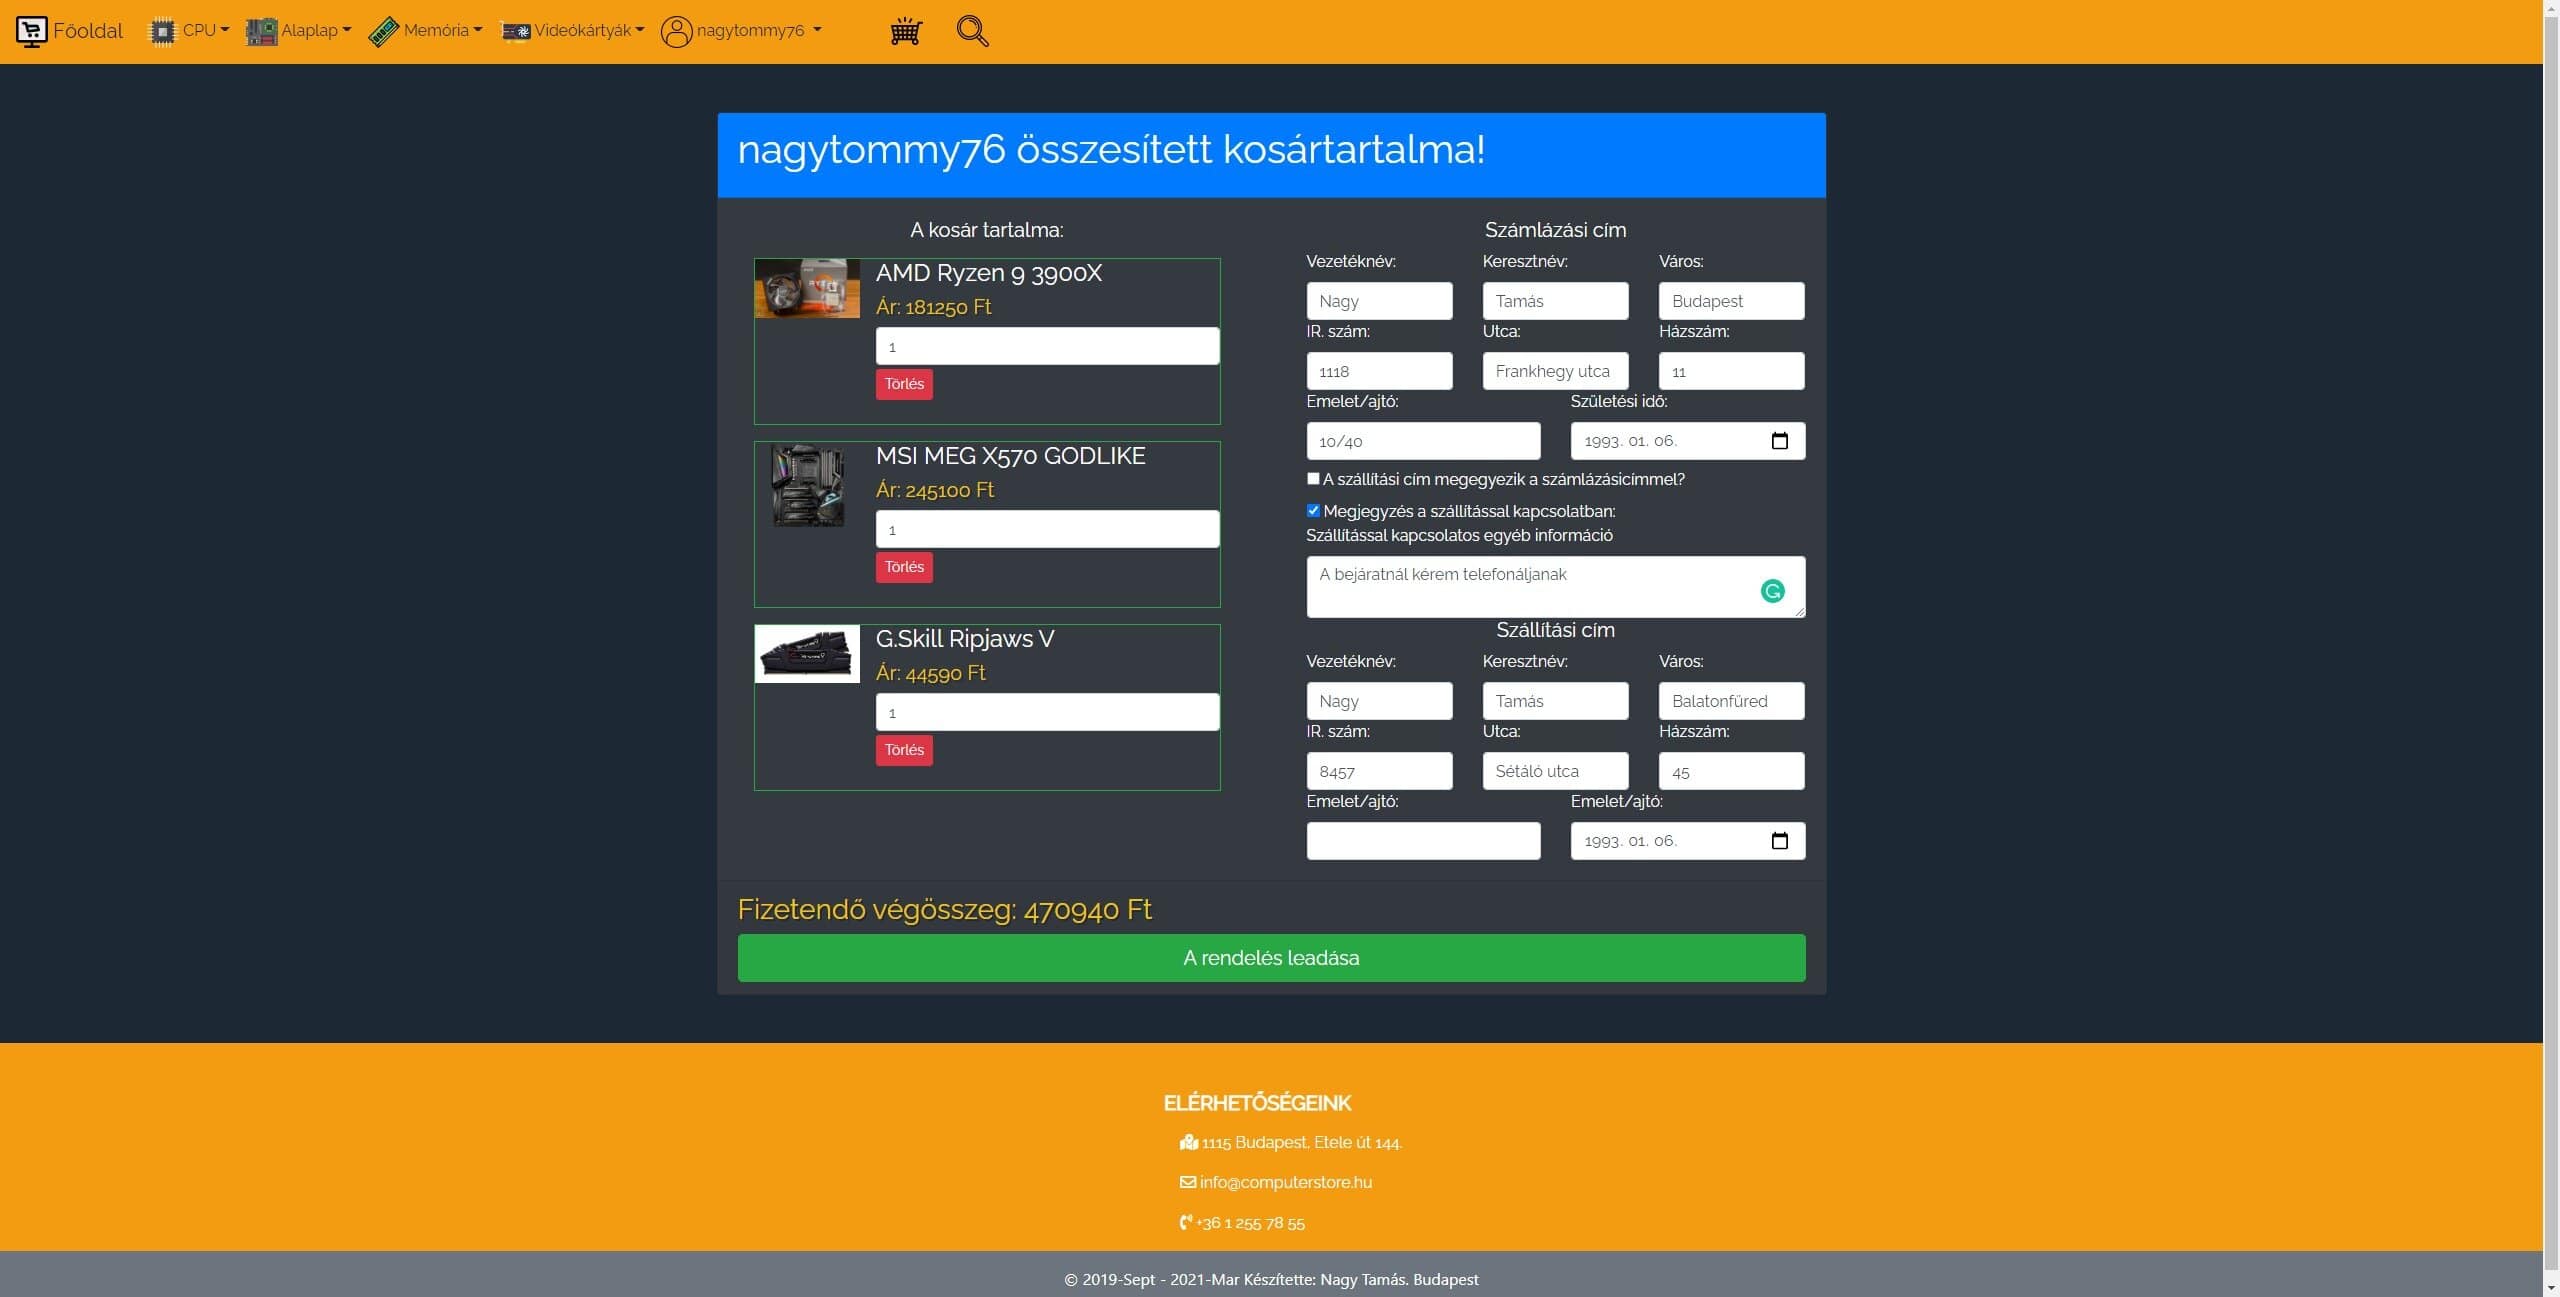 Főoldal CPU Alaplap Memória Videókártyák nagytommy76
nagytommy76 összesített kosártartalma!
A kosár tartalma:
AMD Ryzen 9 3900X
Ár: 181250 Ft
1
Törlés
MSI MEG X570 GODLIKE
Ár: 245100 Ft
1
Törlés
G.Skill Ripjaws V
Ár: 44590 Ft
1
Törlés
Számlázási cím
Vezetéknév: Keresztnév: Város:
Nagy Tamás Budapest
IR. szám: Utca: Házszám:
1118 Frankhegy utca 11
Emelet/ajtó: Születési idő:
10/40 1993. 01. 06.
A szállítási cím megegyezik a számlázásicímmel?
Megjegyzés a szállítással kapcsolatban:
Szállítással kapcsolatos egyéb információ
A bejáratnál kérem telefonáljanak
Szállítási cím
Vezetéknév: Keresztnév: Város:
Nagy Tamás Balatonfüred
IR. szám: Utca: Házszám:
8457 Sétáló utca 45
Emelet/ajtó: Emelet/ajtó:
1993. 01. 06.
Fizetendő végösszeg: 470940 Ft
A rendelés leadása
ELÉRHETŐSÉGEINK
1115 Budapest, Etele út 144.
info@computerstore.hu
+36 1 255 78 55
© 2019-Sept - 2021-Mar Készítette: Nagy Tamás. Budapest